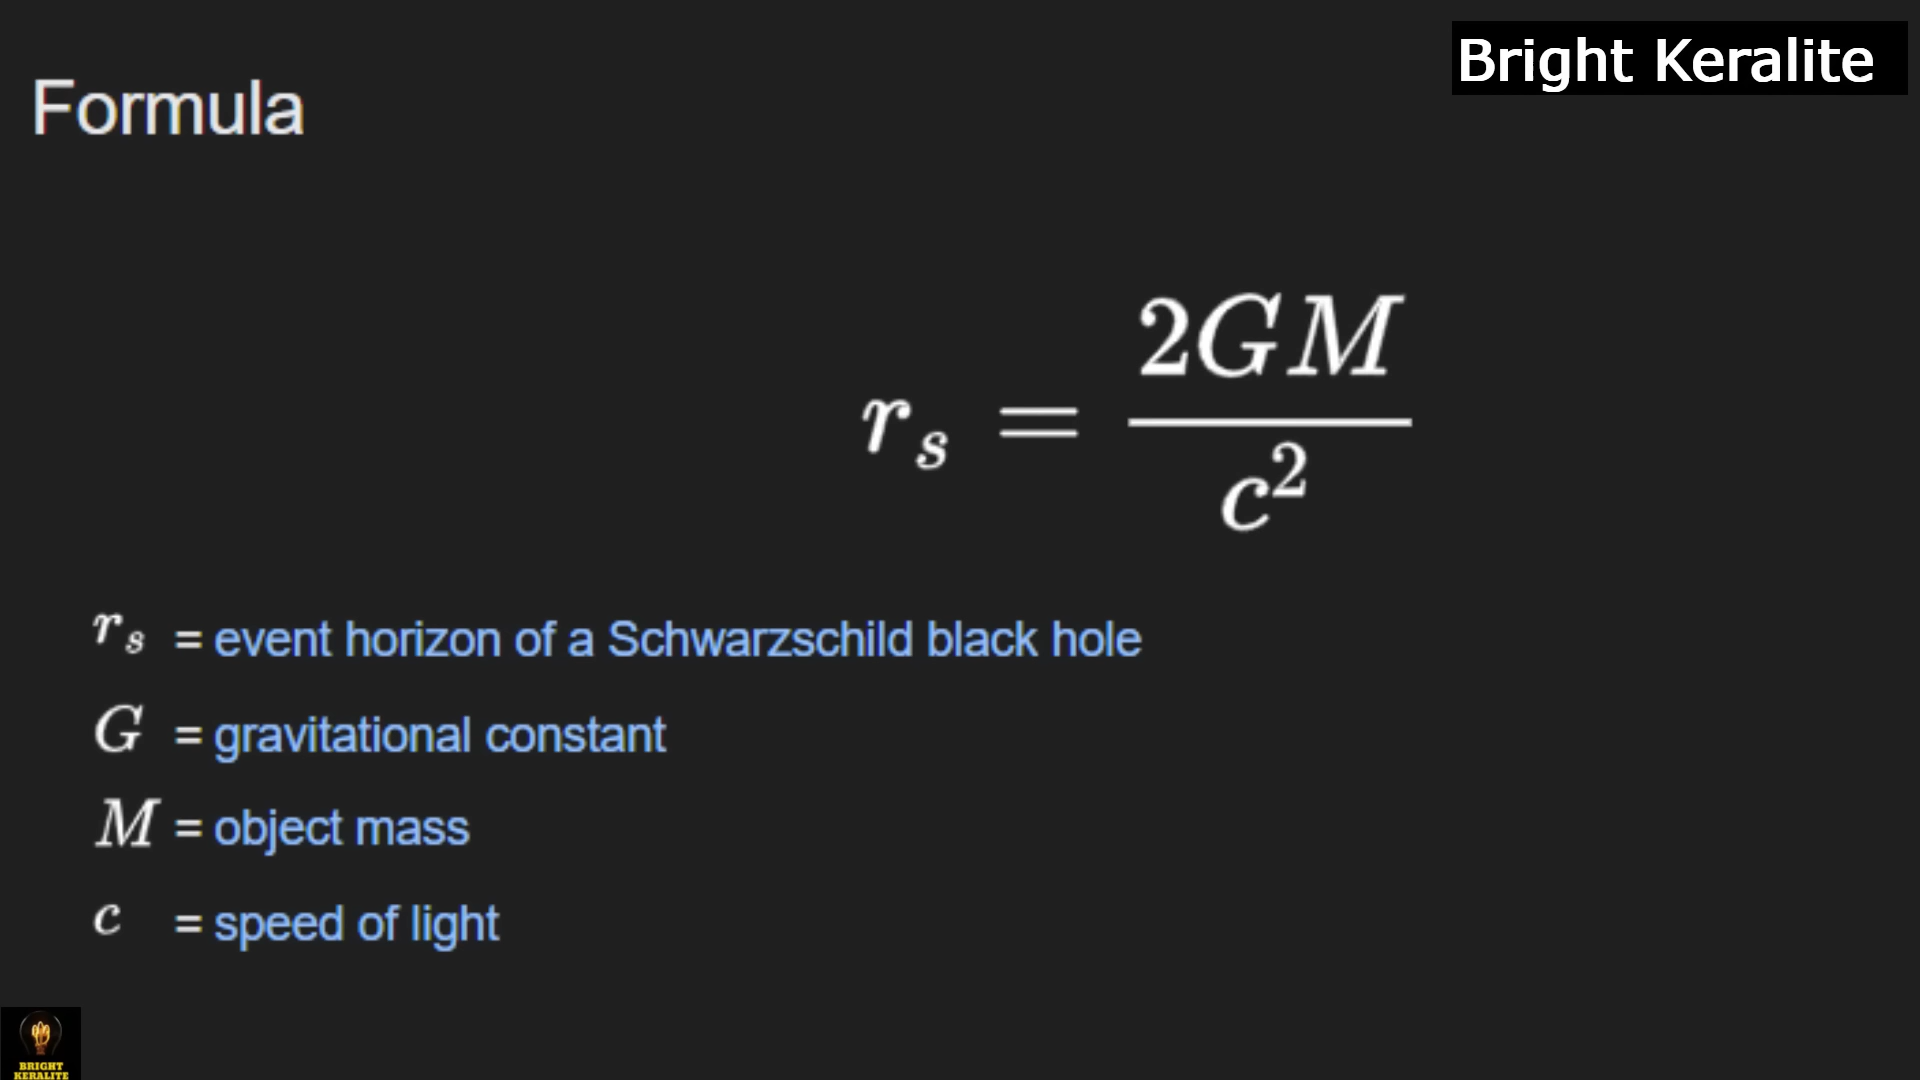 Bright Keralite
Formula
r_s = 2GM / c²
r_s = event horizon of a Schwarzschild black hole
G = gravitational constant
M = object mass
c = speed of light
BRIGHT
KERALITE